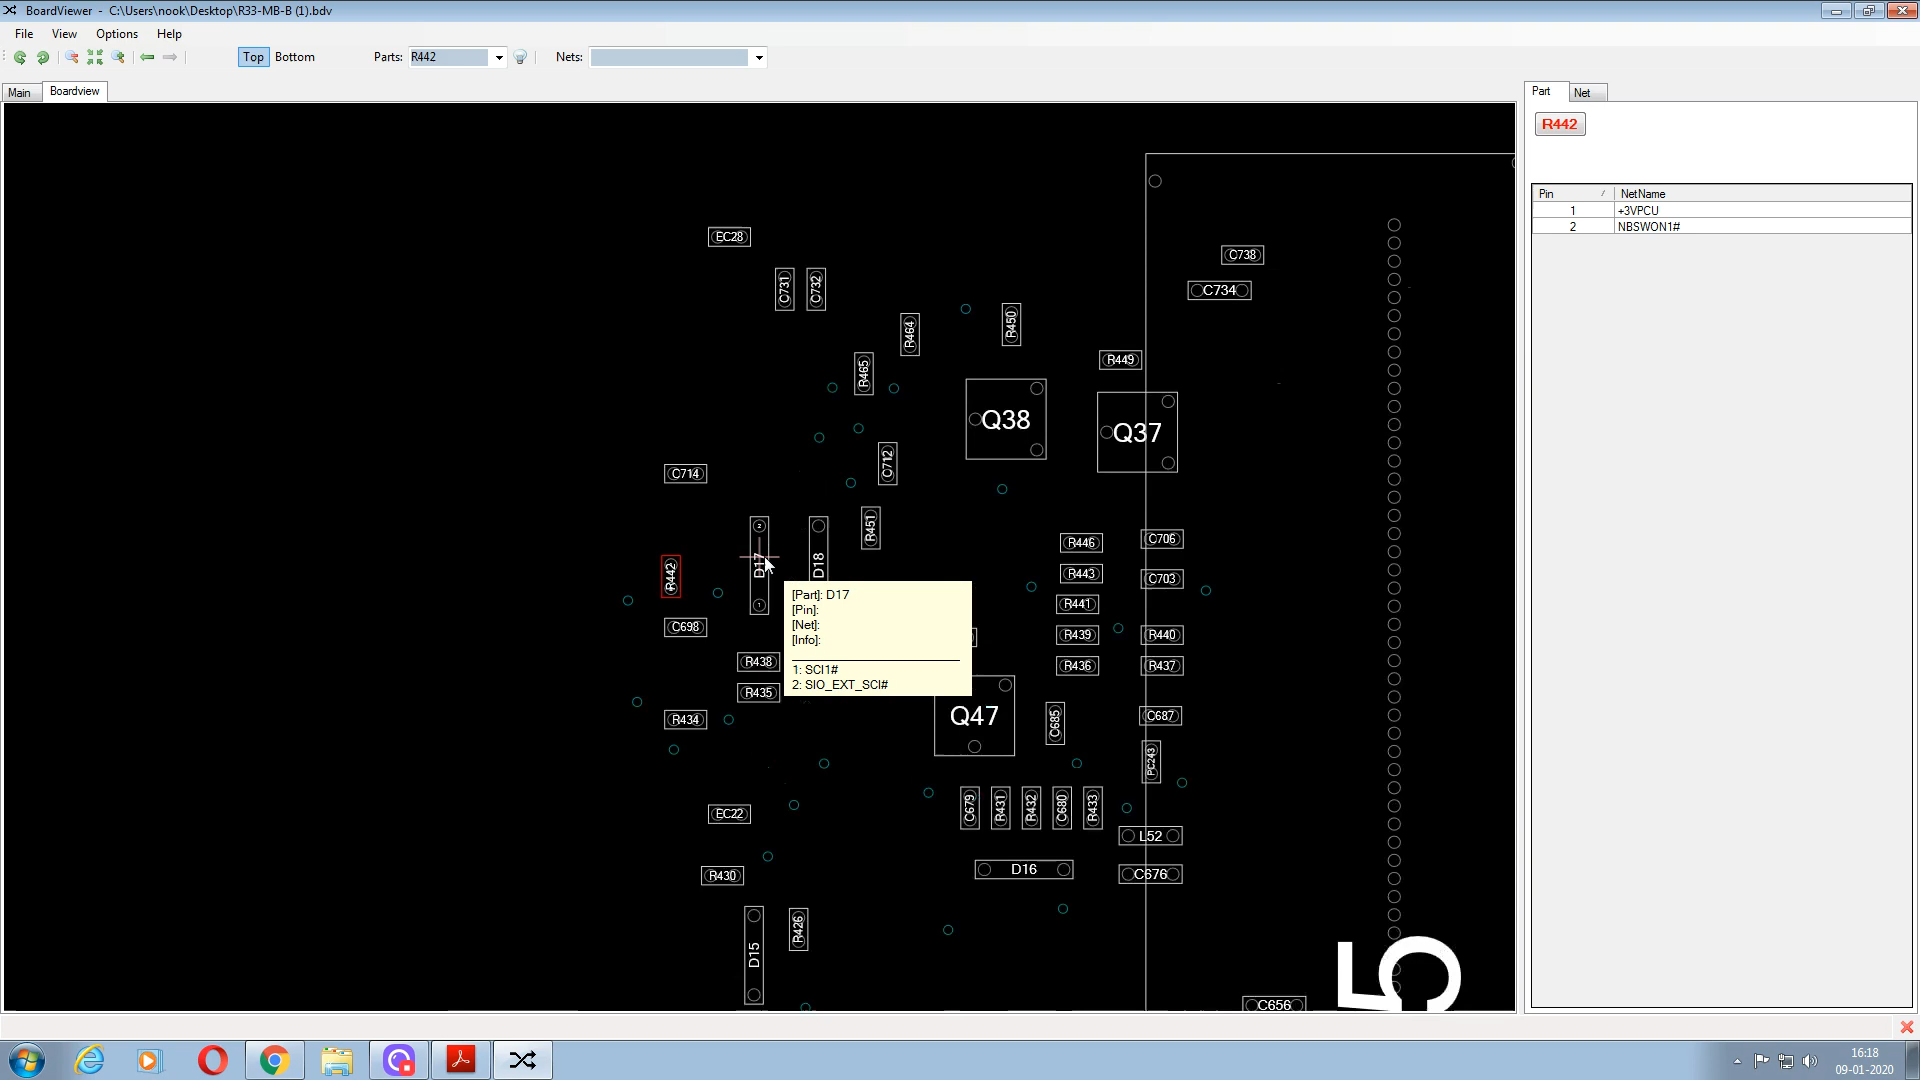 BoardViewer - C:\Users\nook\Desktop\R33-MB-B (1).bdv
File View Options Help
Top Bottom Parts: R442 Nets:
Main Boardview
Part Net
R442
Pin NetName
1 +3VPCU
2 NBSWON1#
EC28
C731 C732
C738
C734
R464
R450
R465
R449
Q38
Q37
C714
C712
D17
D18
R451
R446
C706
R442
R443
C703
[Part]: D17
[Pin]:
[Net]:
[Info]:
1: SCI1#
2: SIO_EXT_SCI#
R441
C698
R439
R440
R438
R436
R437
R435
R434
Q47
C685
C687
PC243
C679 R431 R432 C680 R433
EC22
L52
D16
C676
R430
R426
D15
5
C656
16:18
09-01-2020